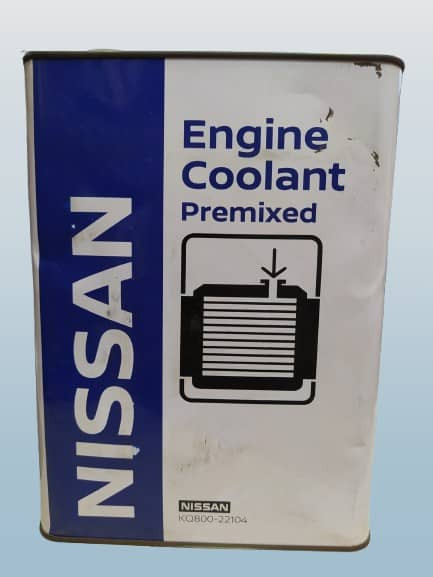 NISSAN
Engine
Coolant
Premixed
NISSAN
KQ800-22104